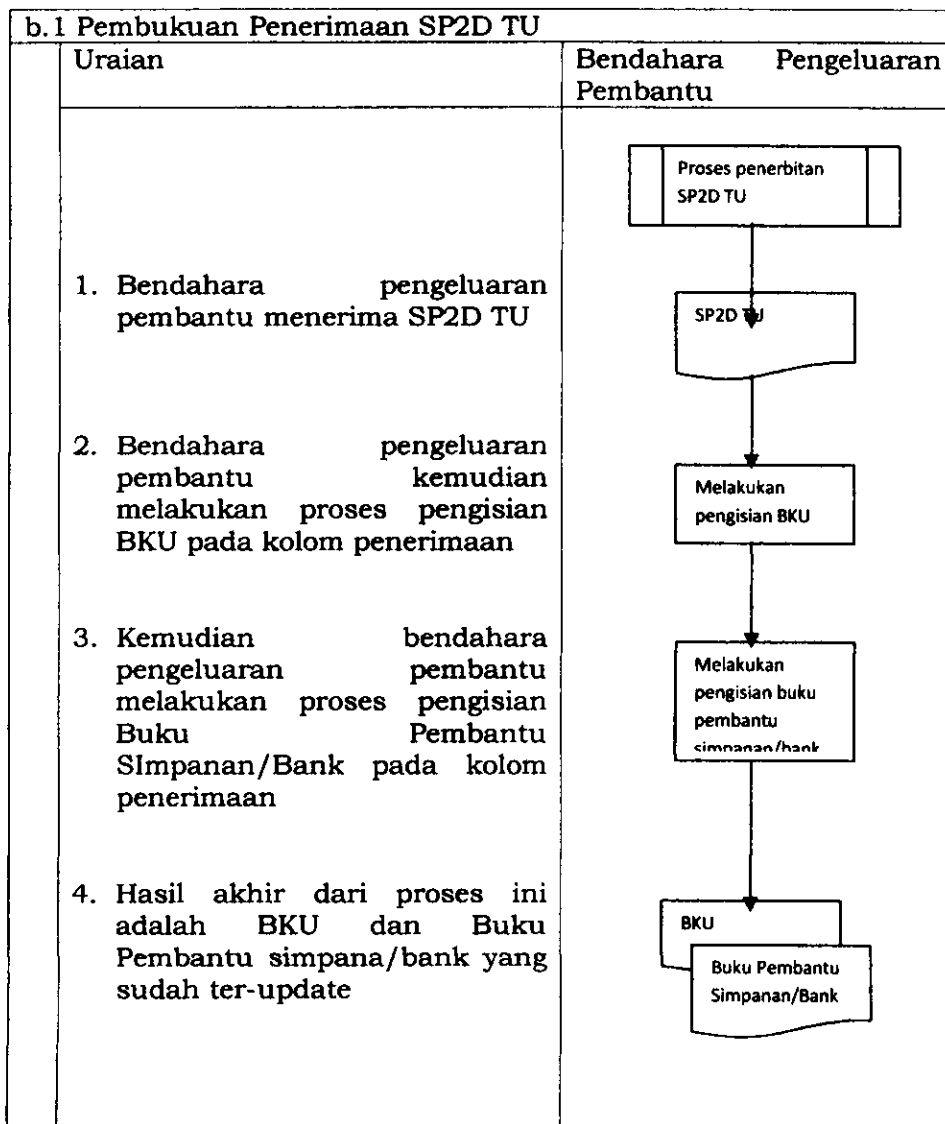 b.1 Pembukuan Penerimaan SP2D TU
Uraian
Bendahara Pengeluaran
Pembantu
Proses penerbitan
SP2D TU
1. Bendahara pengeluaran
pembantu menerima SP2D TU
SP2D TU
2. Bendahara pengeluaran
pembantu kemudian
melakukan proses pengisian
BKU pada kolom penerimaan
Melakukan
pengisian BKU
3. Kemudian bendahara
pengeluaran pembantu
melakukan proses pengisian
Buku Pembantu
SImpanan/Bank pada kolom
penerimaan
Melakukan
pengisian buku
pembantu
simpanan/bank
4. Hasil akhir dari proses ini
adalah BKU dan Buku
Pembantu simpana/bank yang
sudah ter-update
BKU
Buku Pembantu
Simpanan/Bank